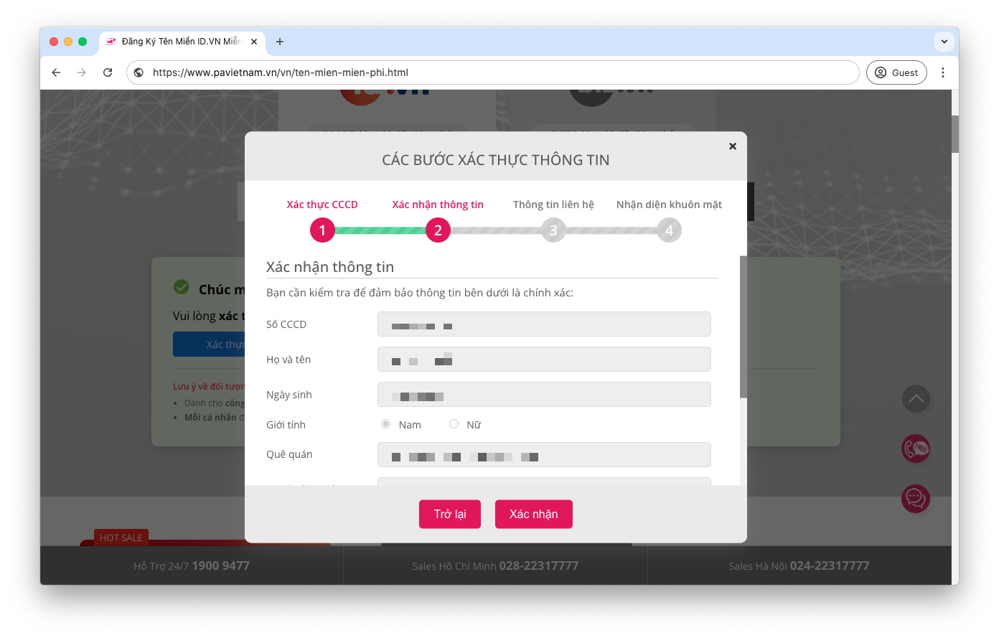 Đăng Ký Tên Miền ID.VN Miễn
https://www.pavietnam.vn/vn/ten-mien-mien-phi.html
Guest
CÁC BƯỚC XÁC THỰC THÔNG TIN
Xác thực CCCD
Xác nhận thông tin
Thông tin liên hệ
Nhận diện khuôn mặt
1
2
3
4
Xác nhận thông tin
Bạn cần kiểm tra để đảm bảo thông tin bên dưới là chính xác:
Số CCCD
Họ và tên
Ngày sinh
Giới tính
Nam
Nữ
Quê quán
Trở lại
Xác nhận
Chúc m
Vui lòng xác t
Xác thực
Lưu ý về đối tượn
Dành cho công
Mỗi cá nhân đ
FREE
HOT SALE
Hỗ Trợ 24/7 1900 9477
Sales Hồ Chí Minh 028-22317777
Sales Hà Nội 024-22317777